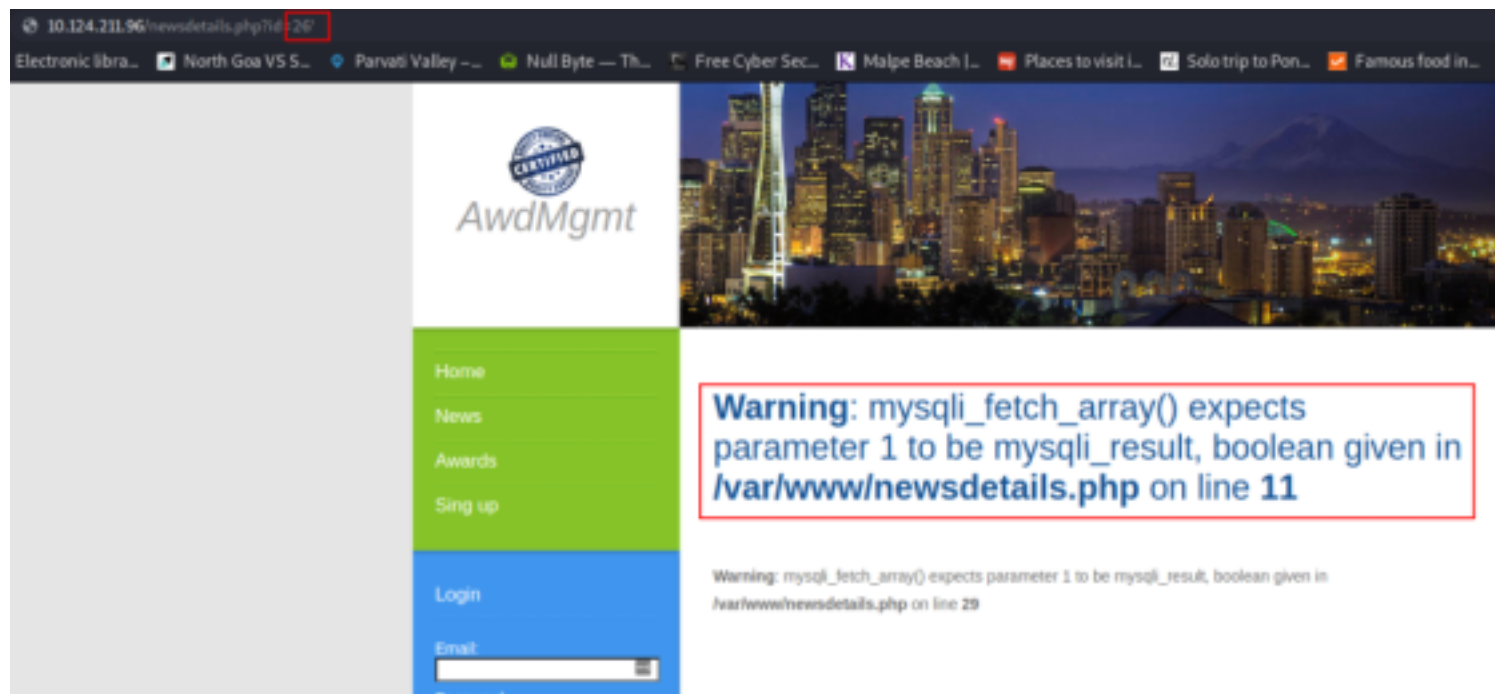 10.124.211.96/newsdetails.php?id=26'
Electronic libra... North Goa VS S... Parvati Valley –... Null Byte — Th... Free Cyber Sec... Malpe Beach |... Places to visit i... Solo trip to Pon... Famous food in...
CERTIFIED
AwdMgmt
Home
News
Awards
Sing up
Login
Email:
Warning: mysqli_fetch_array() expects
parameter 1 to be mysqli_result, boolean given in
/var/www/newsdetails.php on line 11
Warning: mysqli_fetch_array() expects parameter 1 to be mysqli_result, boolean given in
/var/www/newsdetails.php on line 29